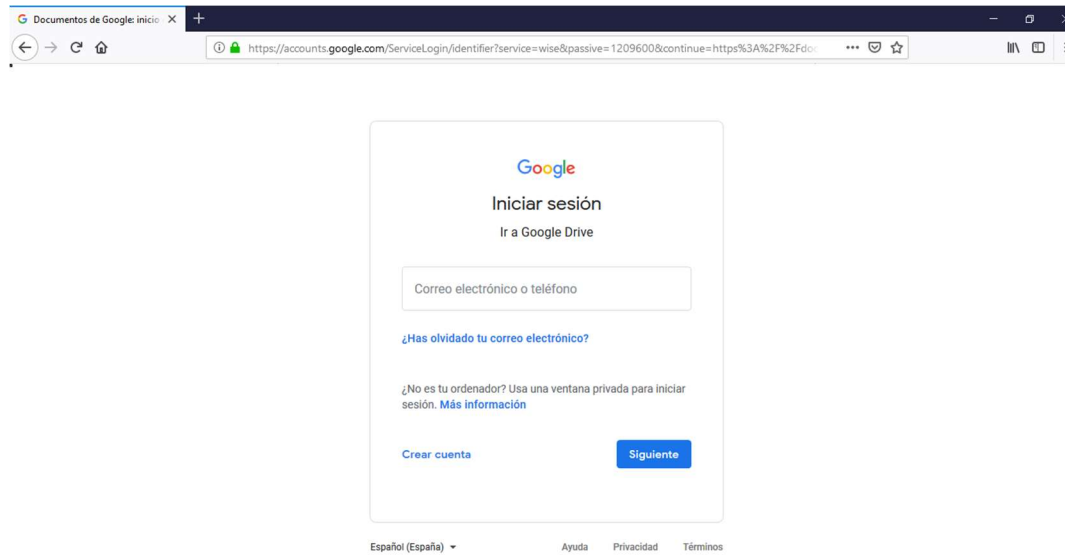 Documentos de Google: inicio
https://accounts.google.com/ServiceLogin/identifier?service=wise&passive=1209600&continue=https%3A%2F%2Fdoc
Google
Iniciar sesión
Ir a Google Drive
Correo electrónico o teléfono
¿Has olvidado tu correo electrónico?
¿No es tu ordenador? Usa una ventana privada para iniciar
sesión. Más información
Crear cuenta Siguiente
Español (España) Ayuda Privacidad Términos